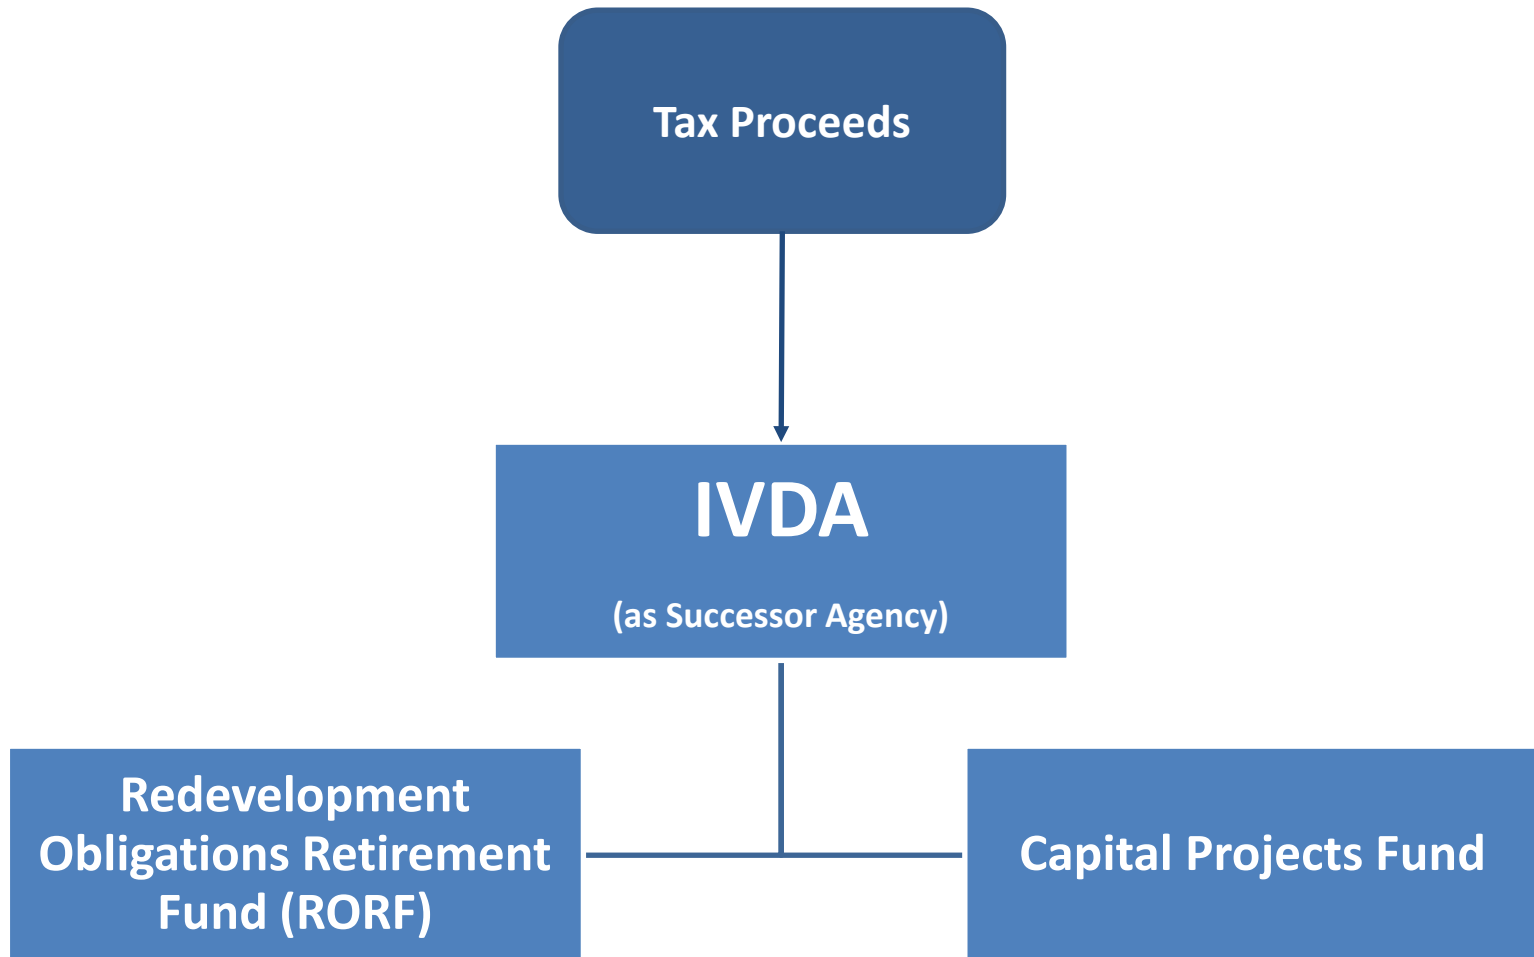 Tax Proceeds
IVDA
(as Successor Agency)
Redevelopment
Obligations Retirement
Fund (RORF)
Capital Projects Fund